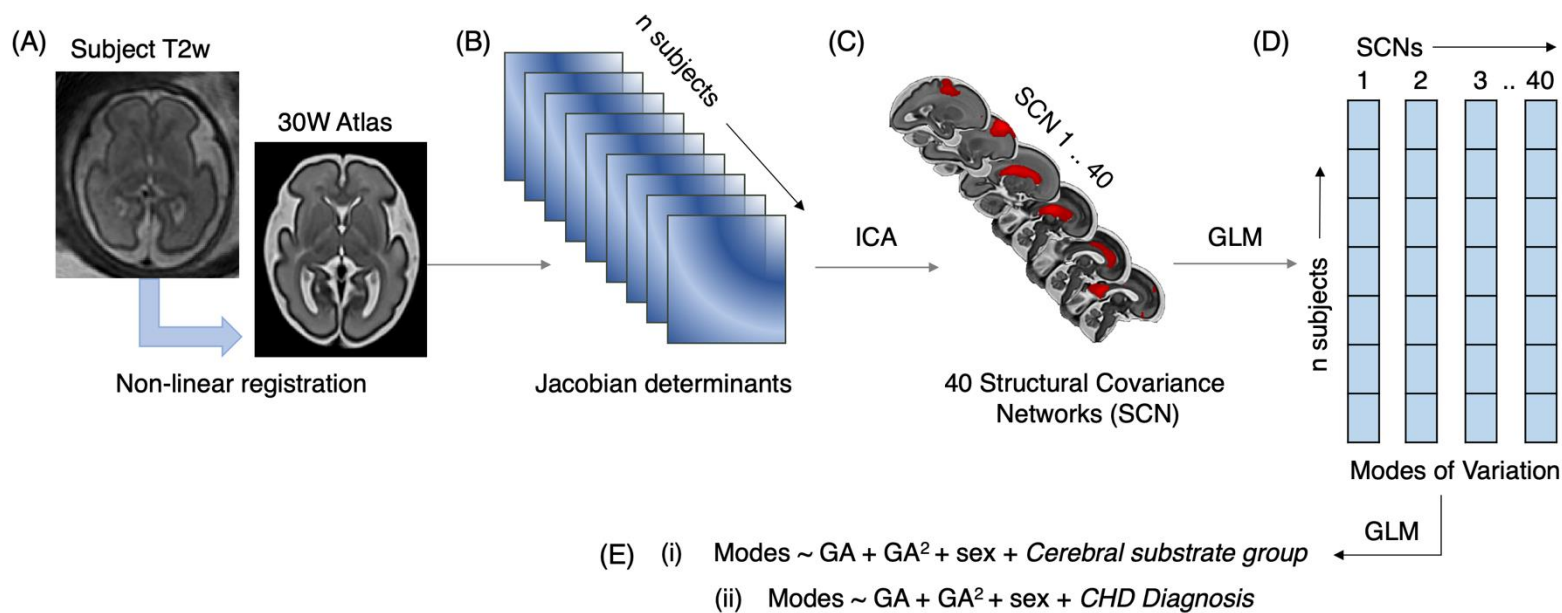 (A)
Subject T2w
30W Atlas
Non-linear registration
(B)
n subjects
Jacobian determinants
ICA
(C)
SCN 1 .. 40
40 Structural Covariance
Networks (SCN)
GLM
(D)
SCNs
1 2 3 .. 40
n subjects
Modes of Variation
GLM
(E) (i) Modes ~ GA + GA² + sex + Cerebral substrate group
(ii) Modes ~ GA + GA² + sex + CHD Diagnosis